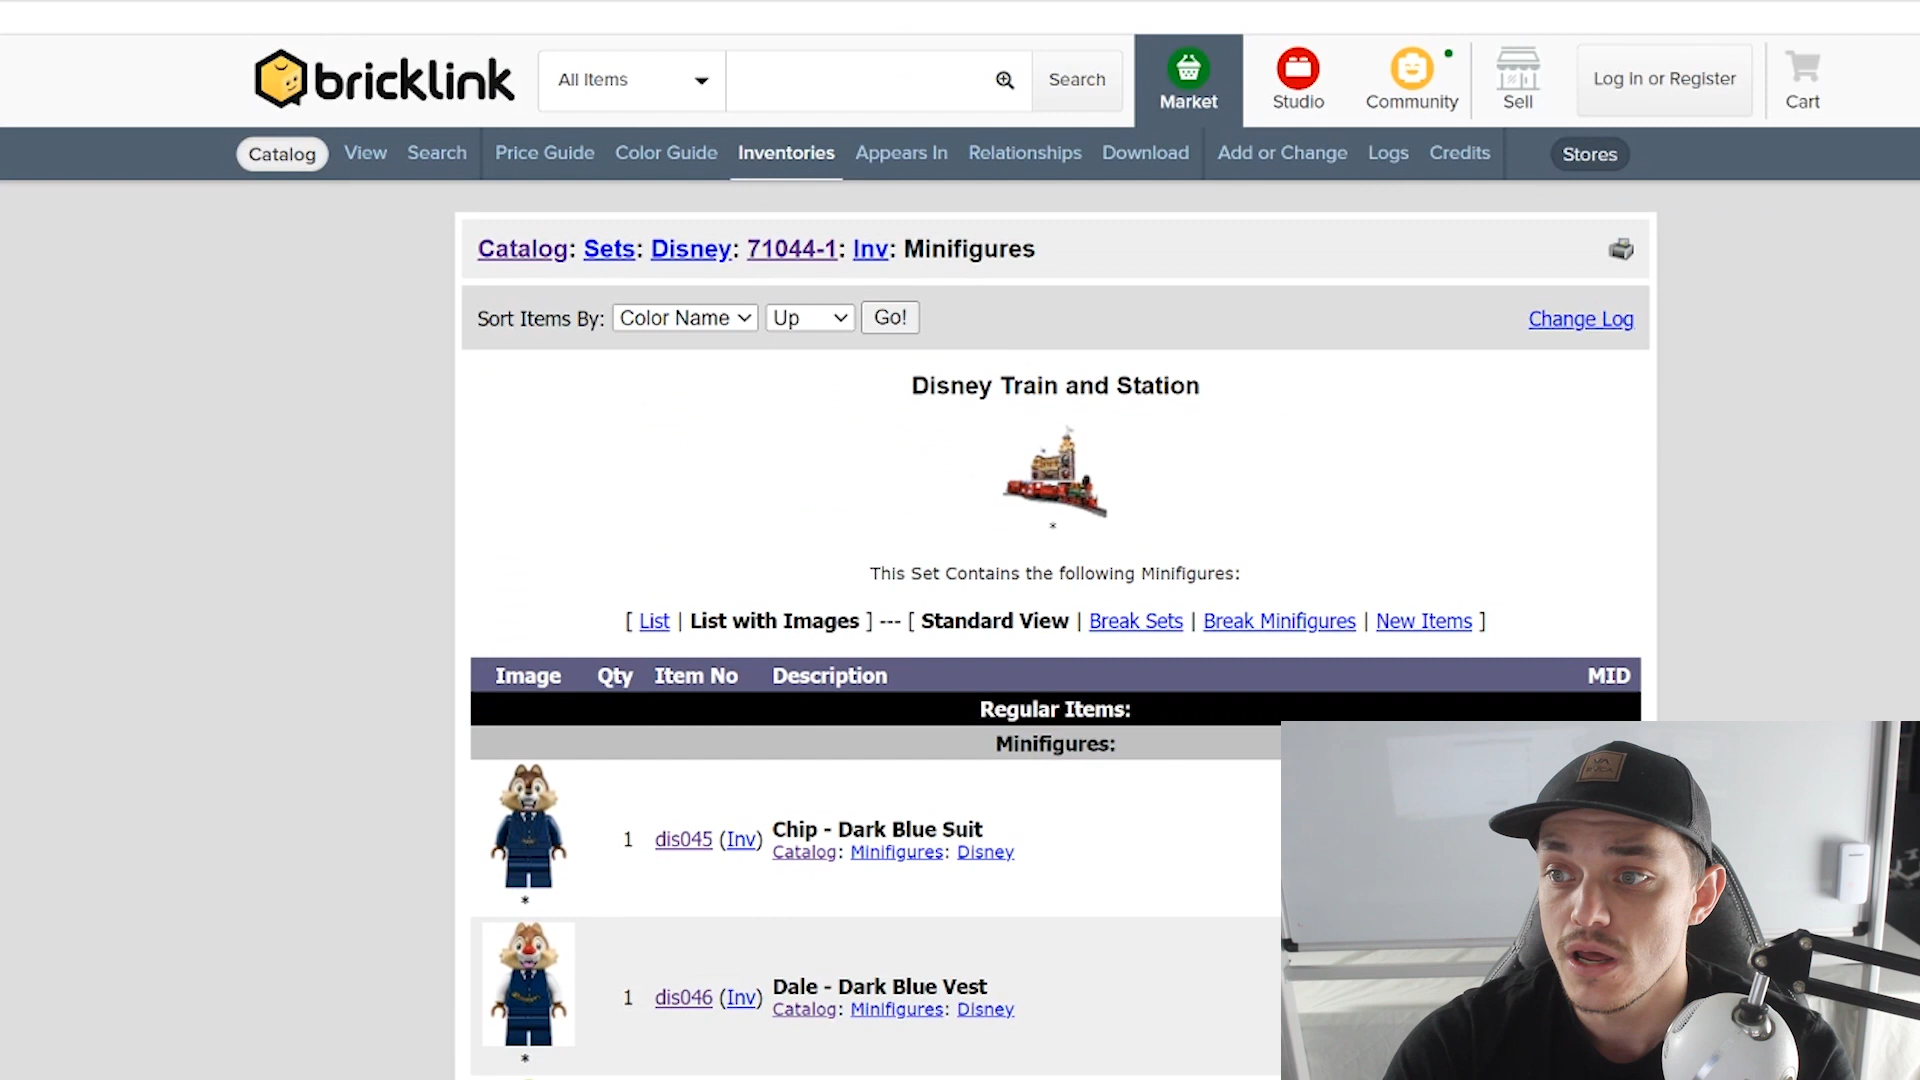 bricklink
All Items
Search
Market
Studio
Community
Sell
Log in or Register
Cart
Catalog View Search Price Guide Color Guide Inventories Appears In Relationships Download Add or Change Logs Credits Stores
Catalog: Sets: Disney: 71044-1: Inv: Minifigures
Sort Items By: Color Name Up Go! Change Log
Disney Train and Station
*
This Set Contains the following Minifigures:
[ List | List with Images ] --- [ Standard View | Break Sets | Break Minifigures | New Items ]
Image Qty Item No Description MID
Regular Items:
Minifigures:
1 dis045 (Inv) Chip - Dark Blue Suit
Catalog: Minifigures: Disney
*
1 dis046 (Inv) Dale - Dark Blue Vest
Catalog: Minifigures: Disney
*